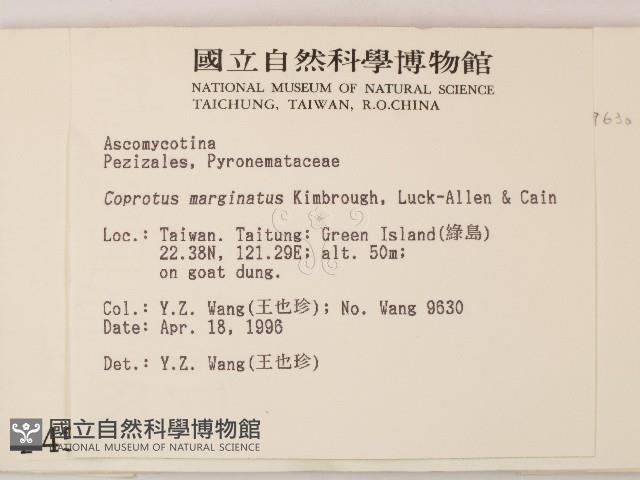 國立自然科學博物館
NATIONAL MUSEUM OF NATURAL SCIENCE
TAICHUNG, TAIWAN, R.O.CHINA
9630
Ascomycotina
Pezizales, Pyronemataceae
Coprotus marginatus Kimbrough, Luck-Allen & Cain
Loc.: Taiwan. Taitung: Green Island(綠島)
22.38N, 121.29E; alt. 50m;
on goat dung.
Col.: Y.Z. Wang(王也珍); No. Wang 9630
Date: Apr. 18, 1996
Det.: Y.Z. Wang(王也珍)
國立自然科學博物館
NATIONAL MUSEUM OF NATURAL SCIENCE